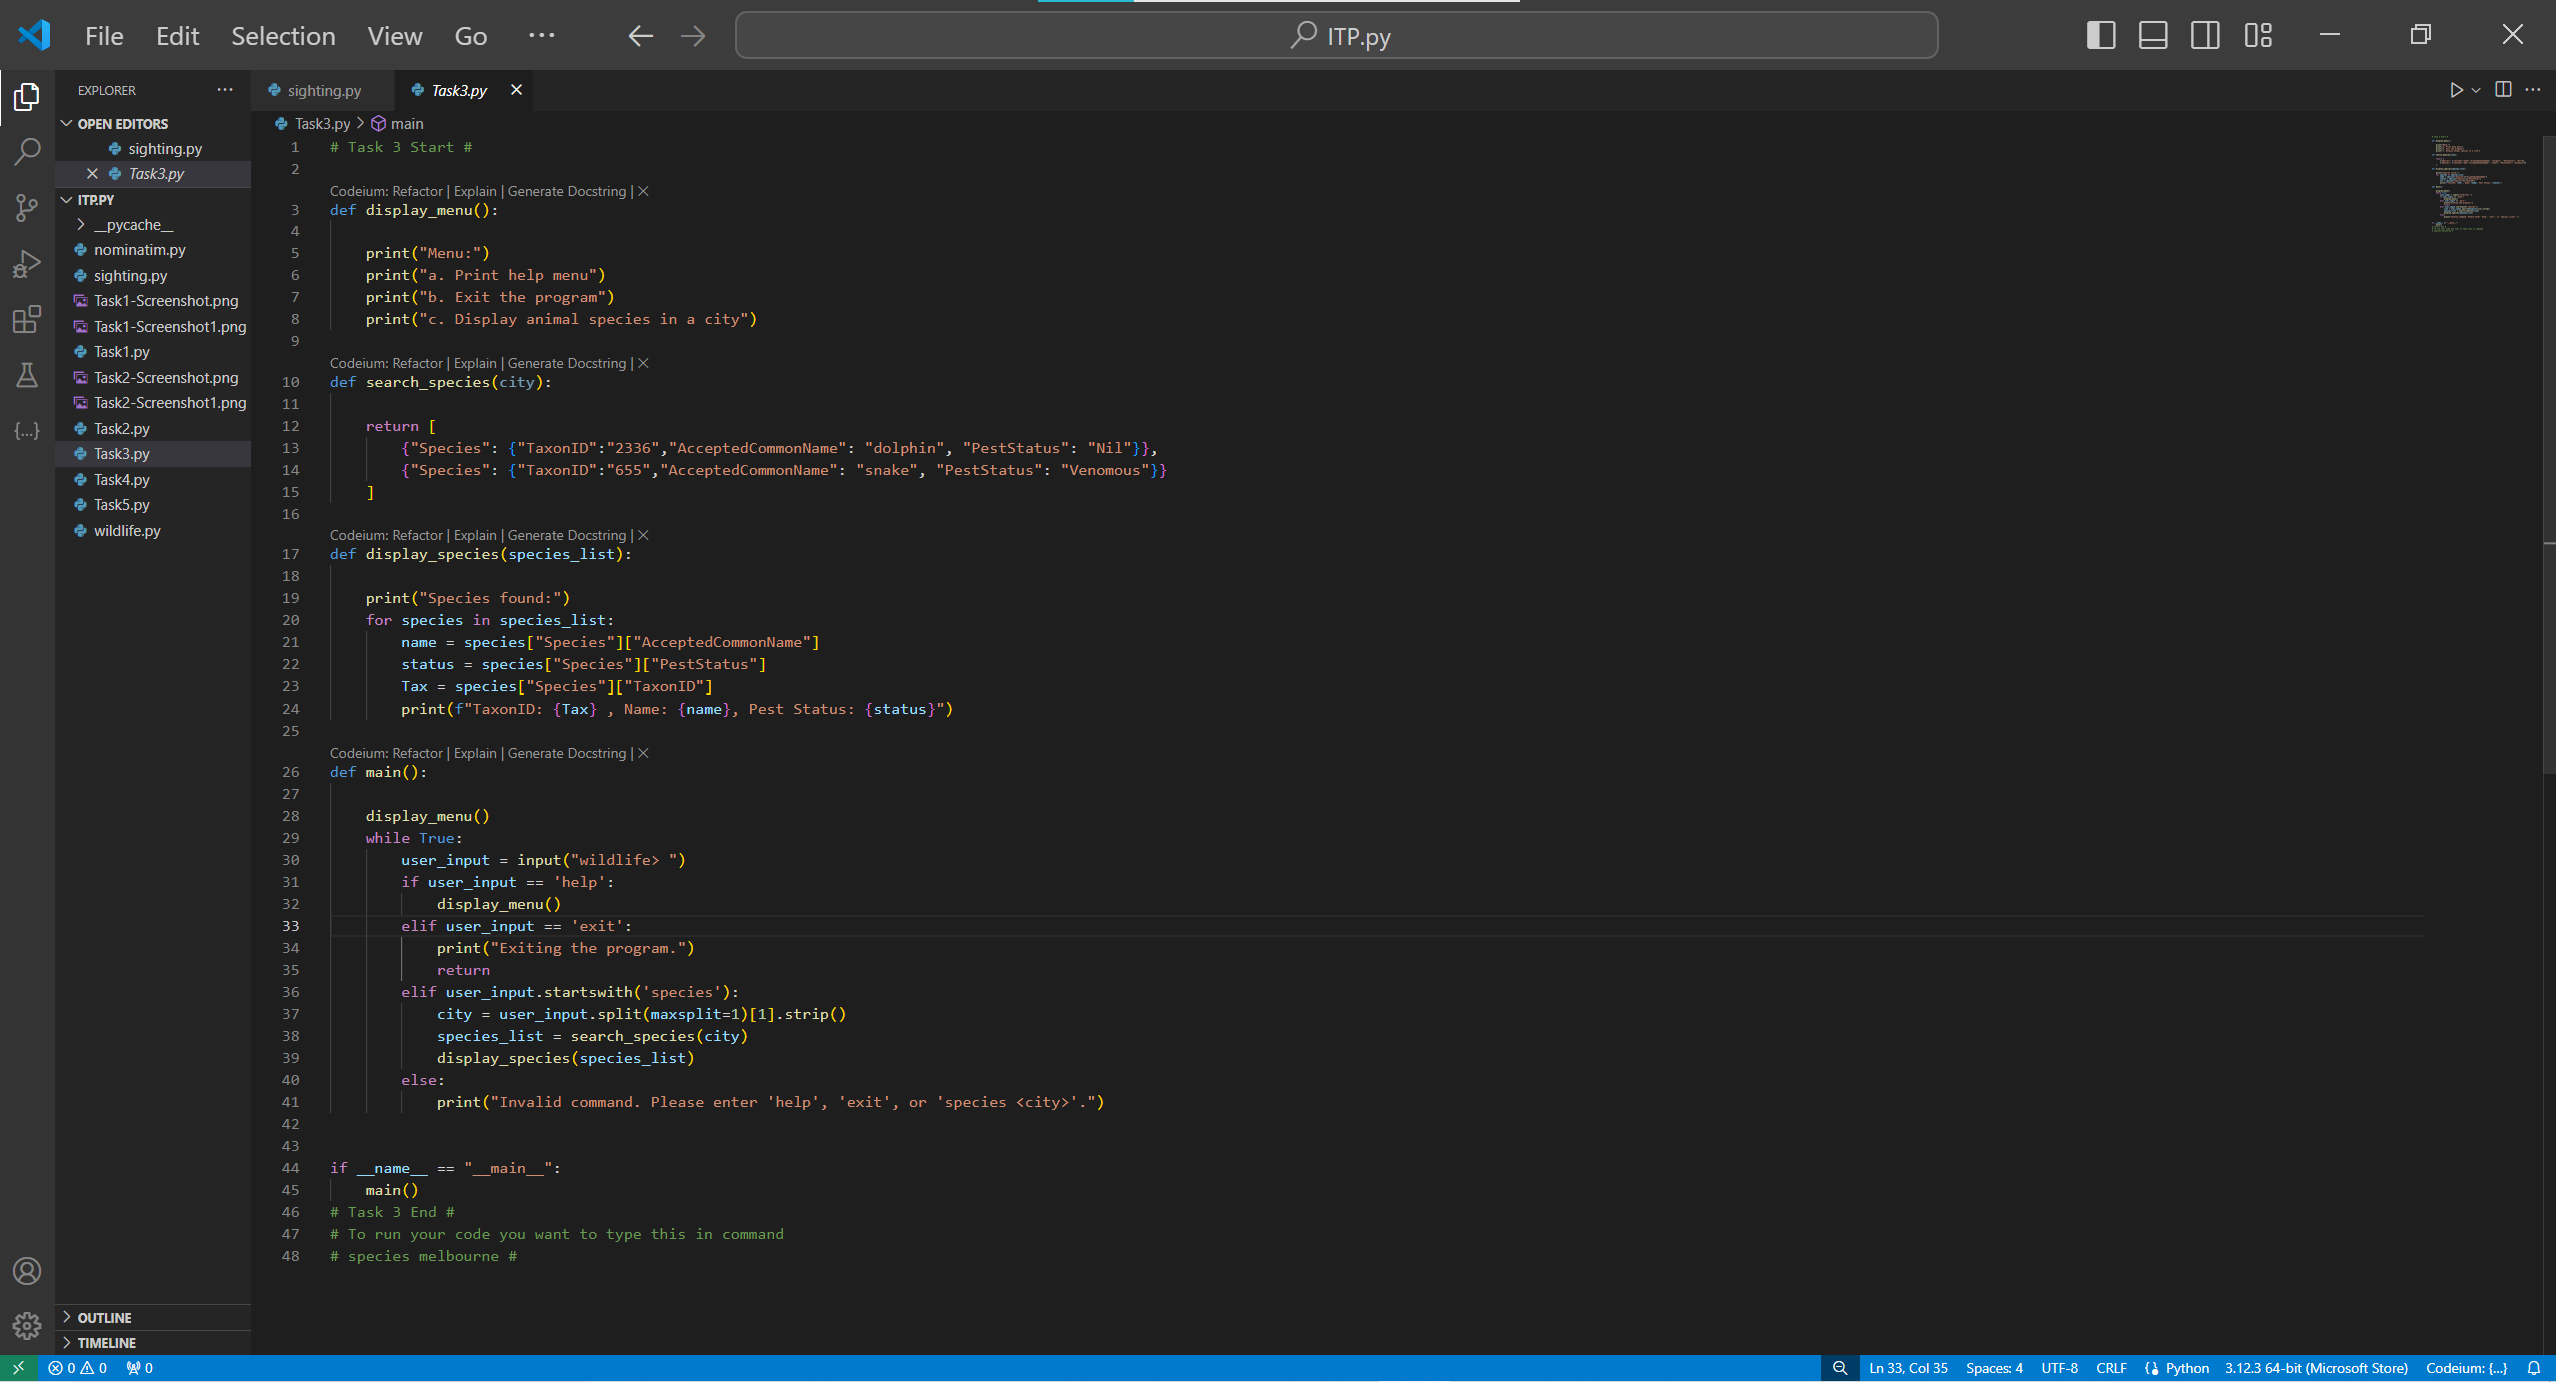 File Edit Selection View Go ··· ITP.py
EXPLORER ···
OPEN EDITORS
sighting.py
Task3.py
ITP.PY
__pycache__
nominatim.py
sighting.py
Task1-Screenshot.png
Task1-Screenshot1.png
Task1.py
Task2-Screenshot.png
Task2-Screenshot1.png
Task2.py
Task3.py
Task4.py
Task5.py
wildlife.py
OUTLINE
TIMELINE
sighting.py Task3.py
Task3.py > main
1 # Task 3 Start #
2
Codeium: Refactor | Explain | Generate Docstring | X
3 def display_menu():
4
5 print("Menu:")
6 print("a. Print help menu")
7 print("b. Exit the program")
8 print("c. Display animal species in a city")
9
Codeium: Refactor | Explain | Generate Docstring | X
10 def search_species(city):
11
12 return [
13 {"Species": {"TaxonID":"2336","AcceptedCommonName": "dolphin", "PestStatus": "Nil"}},
14 {"Species": {"TaxonID":"655","AcceptedCommonName": "snake", "PestStatus": "Venomous"}}
15 ]
16
Codeium: Refactor | Explain | Generate Docstring | X
17 def display_species(species_list):
18
19 print("Species found:")
20 for species in species_list:
21 name = species["Species"]["AcceptedCommonName"]
22 status = species["Species"]["PestStatus"]
23 Tax = species["Species"]["TaxonID"]
24 print(f"TaxonID: {Tax} , Name: {name}, Pest Status: {status}")
25
Codeium: Refactor | Explain | Generate Docstring | X
26 def main():
27
28 display_menu()
29 while True:
30 user_input = input("wildlife> ")
31 if user_input == 'help':
32 display_menu()
33 elif user_input == 'exit':
34 print("Exiting the program.")
35 return
36 elif user_input.startswith('species'):
37 city = user_input.split(maxsplit=1)[1].strip()
38 species_list = search_species(city)
39 display_species(species_list)
40 else:
41 print("Invalid command. Please enter 'help', 'exit', or 'species <city>'.")
42
43
44 if __name__ == "__main__":
45 main()
46 # Task 3 End #
47 # To run your code you want to type this in command
48 # species melbourne #
0 0 0 Ln 33, Col 35 Spaces: 4 UTF-8 CRLF Python 3.12.3 64-bit (Microsoft Store) Codeium: {...}